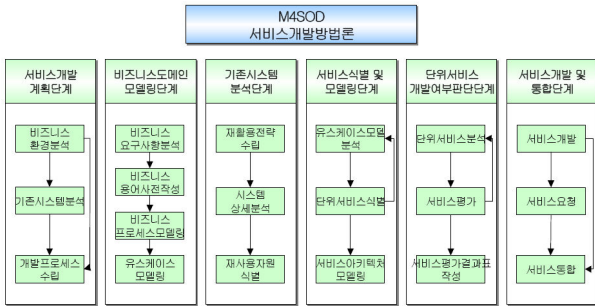 M4SOD
서비스개발방법론
서비스개발
계획단계
비즈니스
환경분석
기존시스템분석
개발프로세스
수립
비즈니스도메인
모델링단계
비즈니스
요구사항분석
비즈니스
용어사전작성
비즈니스
프로세스모델링
유스케이스
모델링
기존시스템
분석단계
재활용전략
수립
시스템
상세분석
재사용자원
식별
서비스식별 및
모델링단계
유스케이스모델
분석
단위서비스식별
서비스아키텍처
모델링
단위서비스
개발여부판단단계
단위서비스분석
서비스평가
서비스평가결과표
작성
서비스개발 및
통합단계
서비스개발
서비스요청
서비스통합